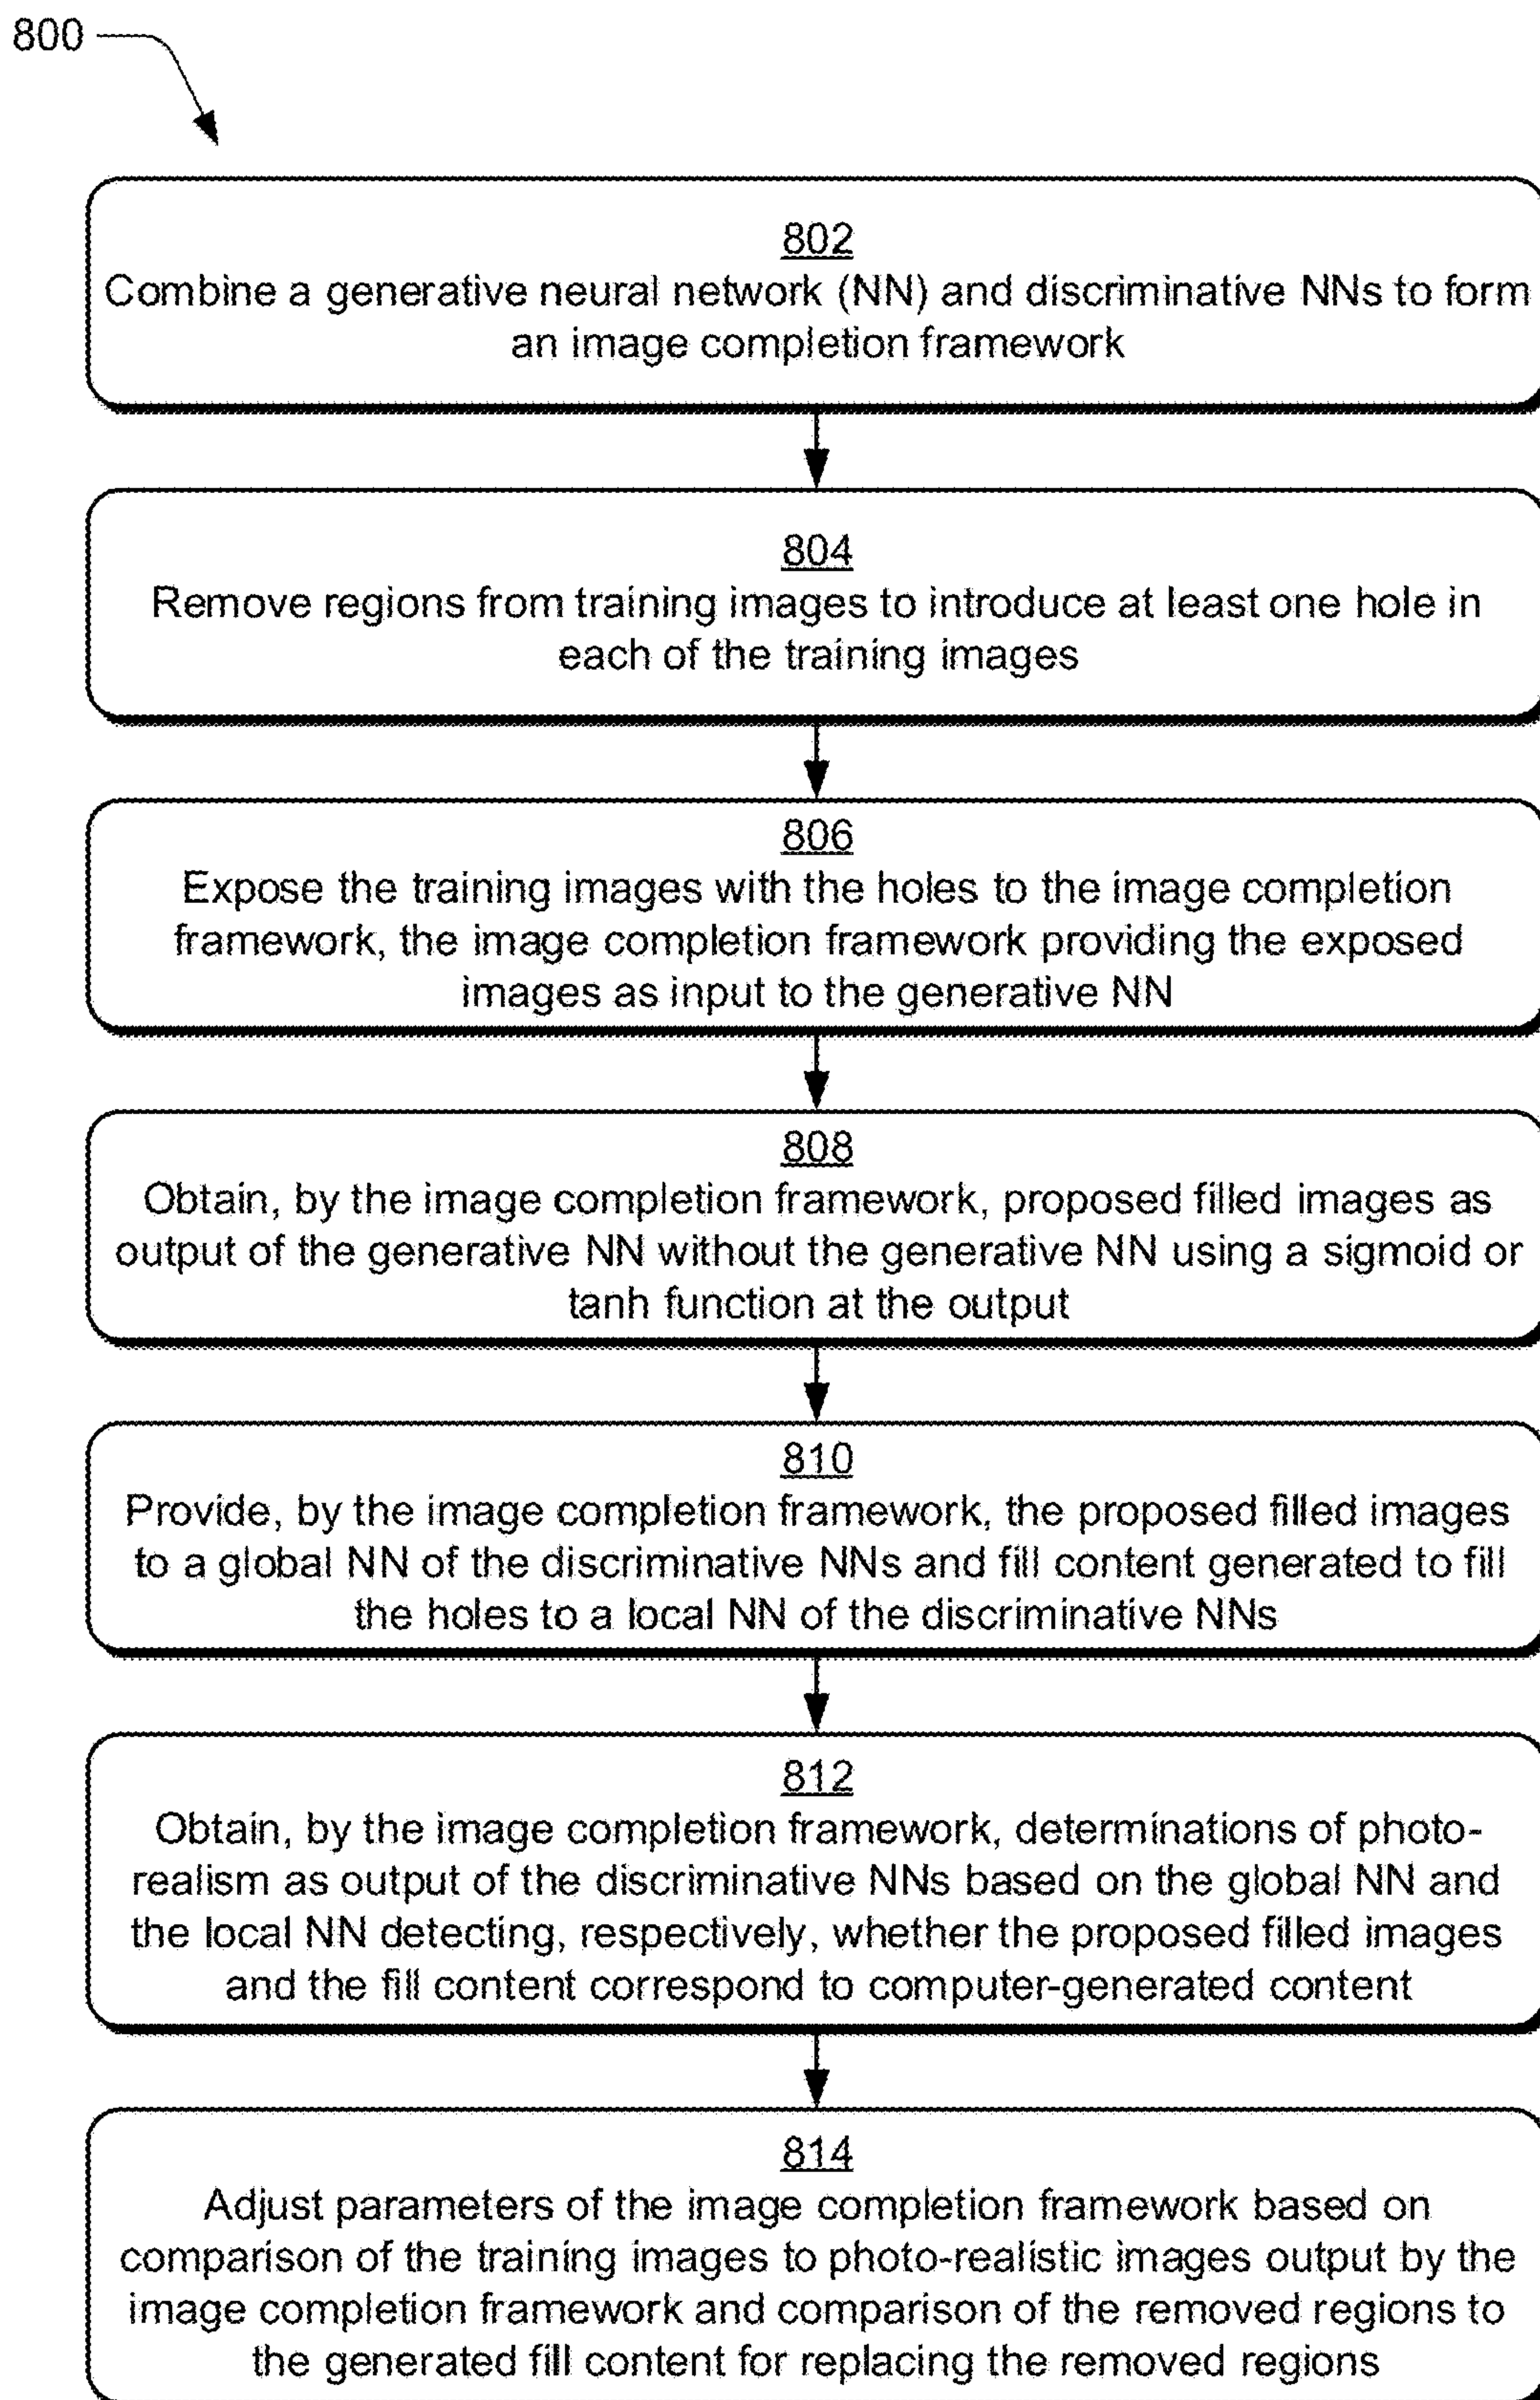 800
802
Combine a generative neural network (NN) and discriminative NNs to form
an image completion framework
804
Remove regions from training images to introduce at least one hole in
each of the training images
806
Expose the training images with the holes to the image completion
framework, the image completion framework providing the exposed
images as input to the generative NN
808
Obtain, by the image completion framework, proposed filled images as
output of the generative NN without the generative NN using a sigmoid or
tanh function at the output
810
Provide, by the image completion framework, the proposed filled images
to a global NN of the discriminative NNs and fill content generated to fill
the holes to a local NN of the discriminative NNs
812
Obtain, by the image completion framework, determinations of photo-
realism as output of the discriminative NNs based on the global NN and
the local NN detecting, respectively, whether the proposed filled images
and the fill content correspond to computer-generated content
814
Adjust parameters of the image completion framework based on
comparison of the training images to photo-realistic images output by the
image completion framework and comparison of the removed regions to
the generated fill content for replacing the removed regions